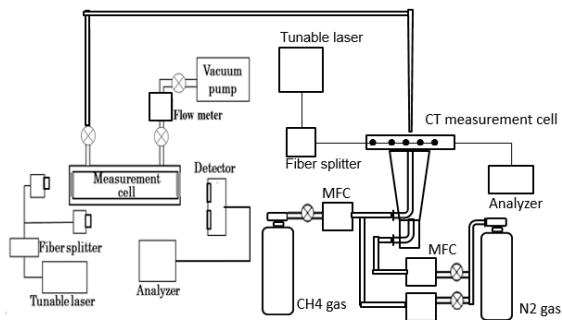 Tunable laser
Vacuum
pump
Flow meter
CT measurement cell
Fiber splitter
Measurement
cell
Detector
MFC
Analyzer
Fiber splitter
MFC
Tunable laser
Analyzer
CH4 gas
N2 gas